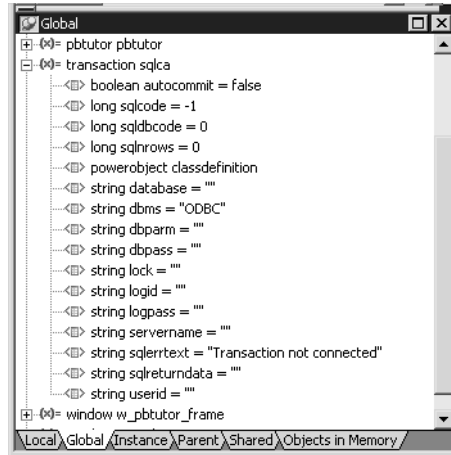 Global
(x)= pbtutor pbtutor
(x)= transaction sqlca
boolean autocommit = false
long sqlcode = -1
long sqldbcode = 0
long sqlnrows = 0
powerobject classdefinition
string database = ""
string dbms = "ODBC"
string dbparm = ""
string dbpass = ""
string lock = ""
string logid = ""
string logpass = ""
string servername = ""
string sqlerrtext = "Transaction not connected"
string sqlreturndata = ""
string userid = ""
(x)= window w_pbtutor_frame
Local Global Instance Parent Shared Objects in Memory